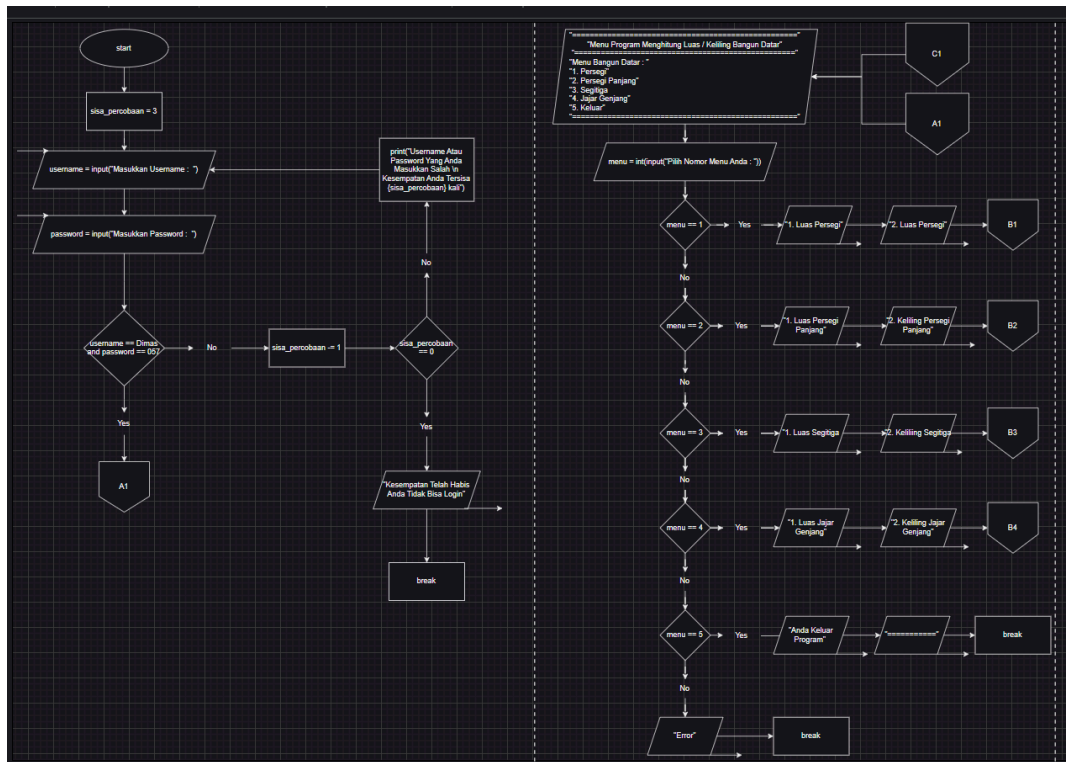 start
sisa_percobaan = 3
username = input("Masukkan Username :  ")
password = input("Masukkan Password :  ")
username == Dimas
and password == 057
No
sisa_percobaan -= 1
sisa_percobaan
== 0
No
print("Username Atau
Password Yang Anda
Masukkan Salah \n
Kesempatan Anda Tersisa
{sisa_percobaan} kali")
Yes
A1
Yes
"Kesempatan Telah Habis
Anda Tidak Bisa Login"
break
"=================================================="
"Menu Program Menghitung Luas / Keliling Bangun Datar"
"=================================================="
"Menu Bangun Datar : "
"1. Persegi"
"2. Persegi Panjang"
"3. Segitiga
"4. Jajar Genjang"
"5. Keluar"
"=================================================="
C1
A1
menu = int(input("Pilih Nomor Menu Anda : "))
menu == 1
Yes
"1. Luas Persegi"
"2. Luas Persegi"
B1
No
menu == 2
Yes
"1. Luas Persegi
Panjang"
"2. Keliling Persegi
Panjang"
B2
No
menu == 3
Yes
"1. Luas Segitiga
"2. Keliling Segitiga
B3
No
menu == 4
Yes
"1. Luas Jajar
Genjang"
"2. Keliling Jajar
Genjang"
B4
No
menu == 5
Yes
"Anda Keluar
Program"
"==========="
break
No
"Error"
break